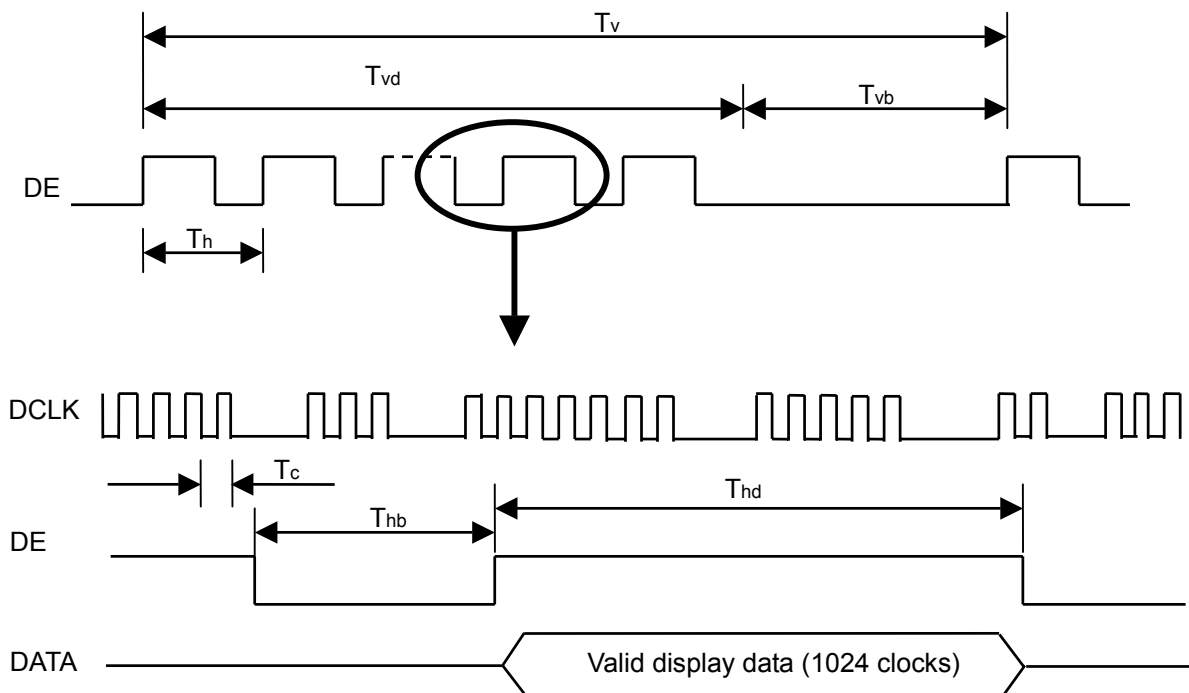 Tv
Tvd
Tvb
DE
Th
DCLK
Tc
Thd
Thb
DE
DATA
Valid display data (1024 clocks)